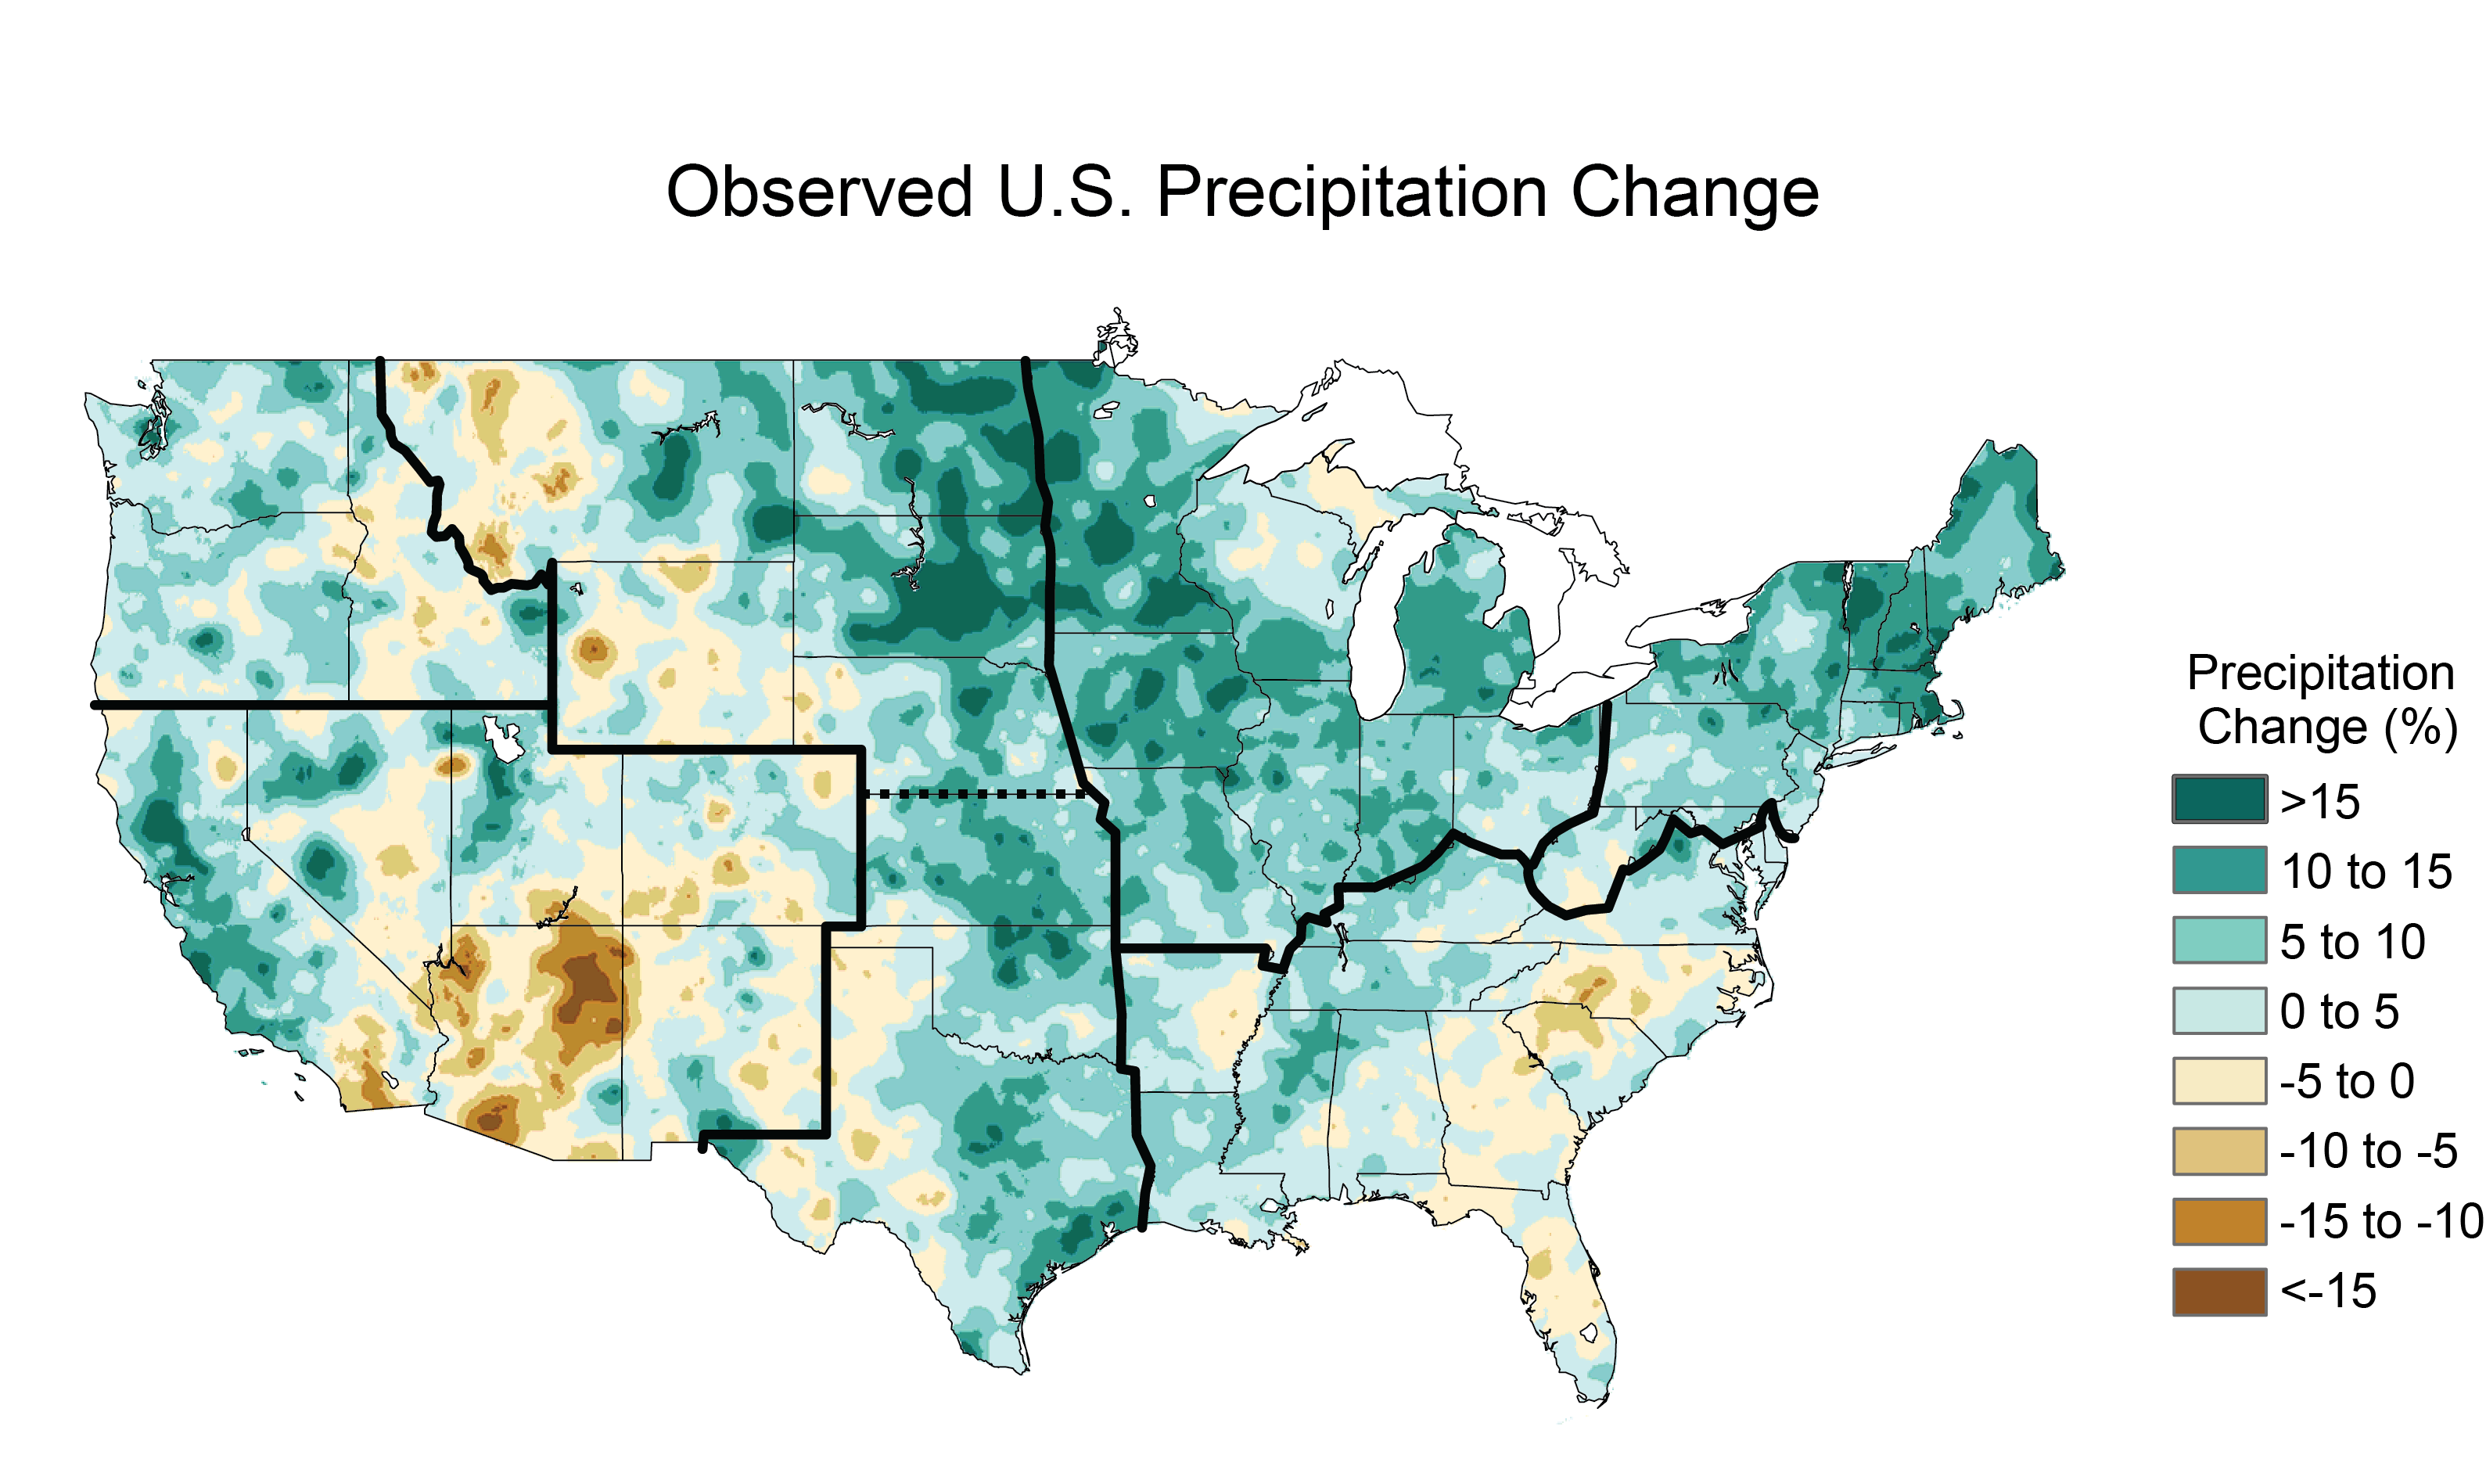 Observed U.S. Precipitation Change
Precipitation
Change (%)
>15
10 to 15
5 to 10
0 to 5
-5 to 0
-10 to -5
-15 to -10
<-15